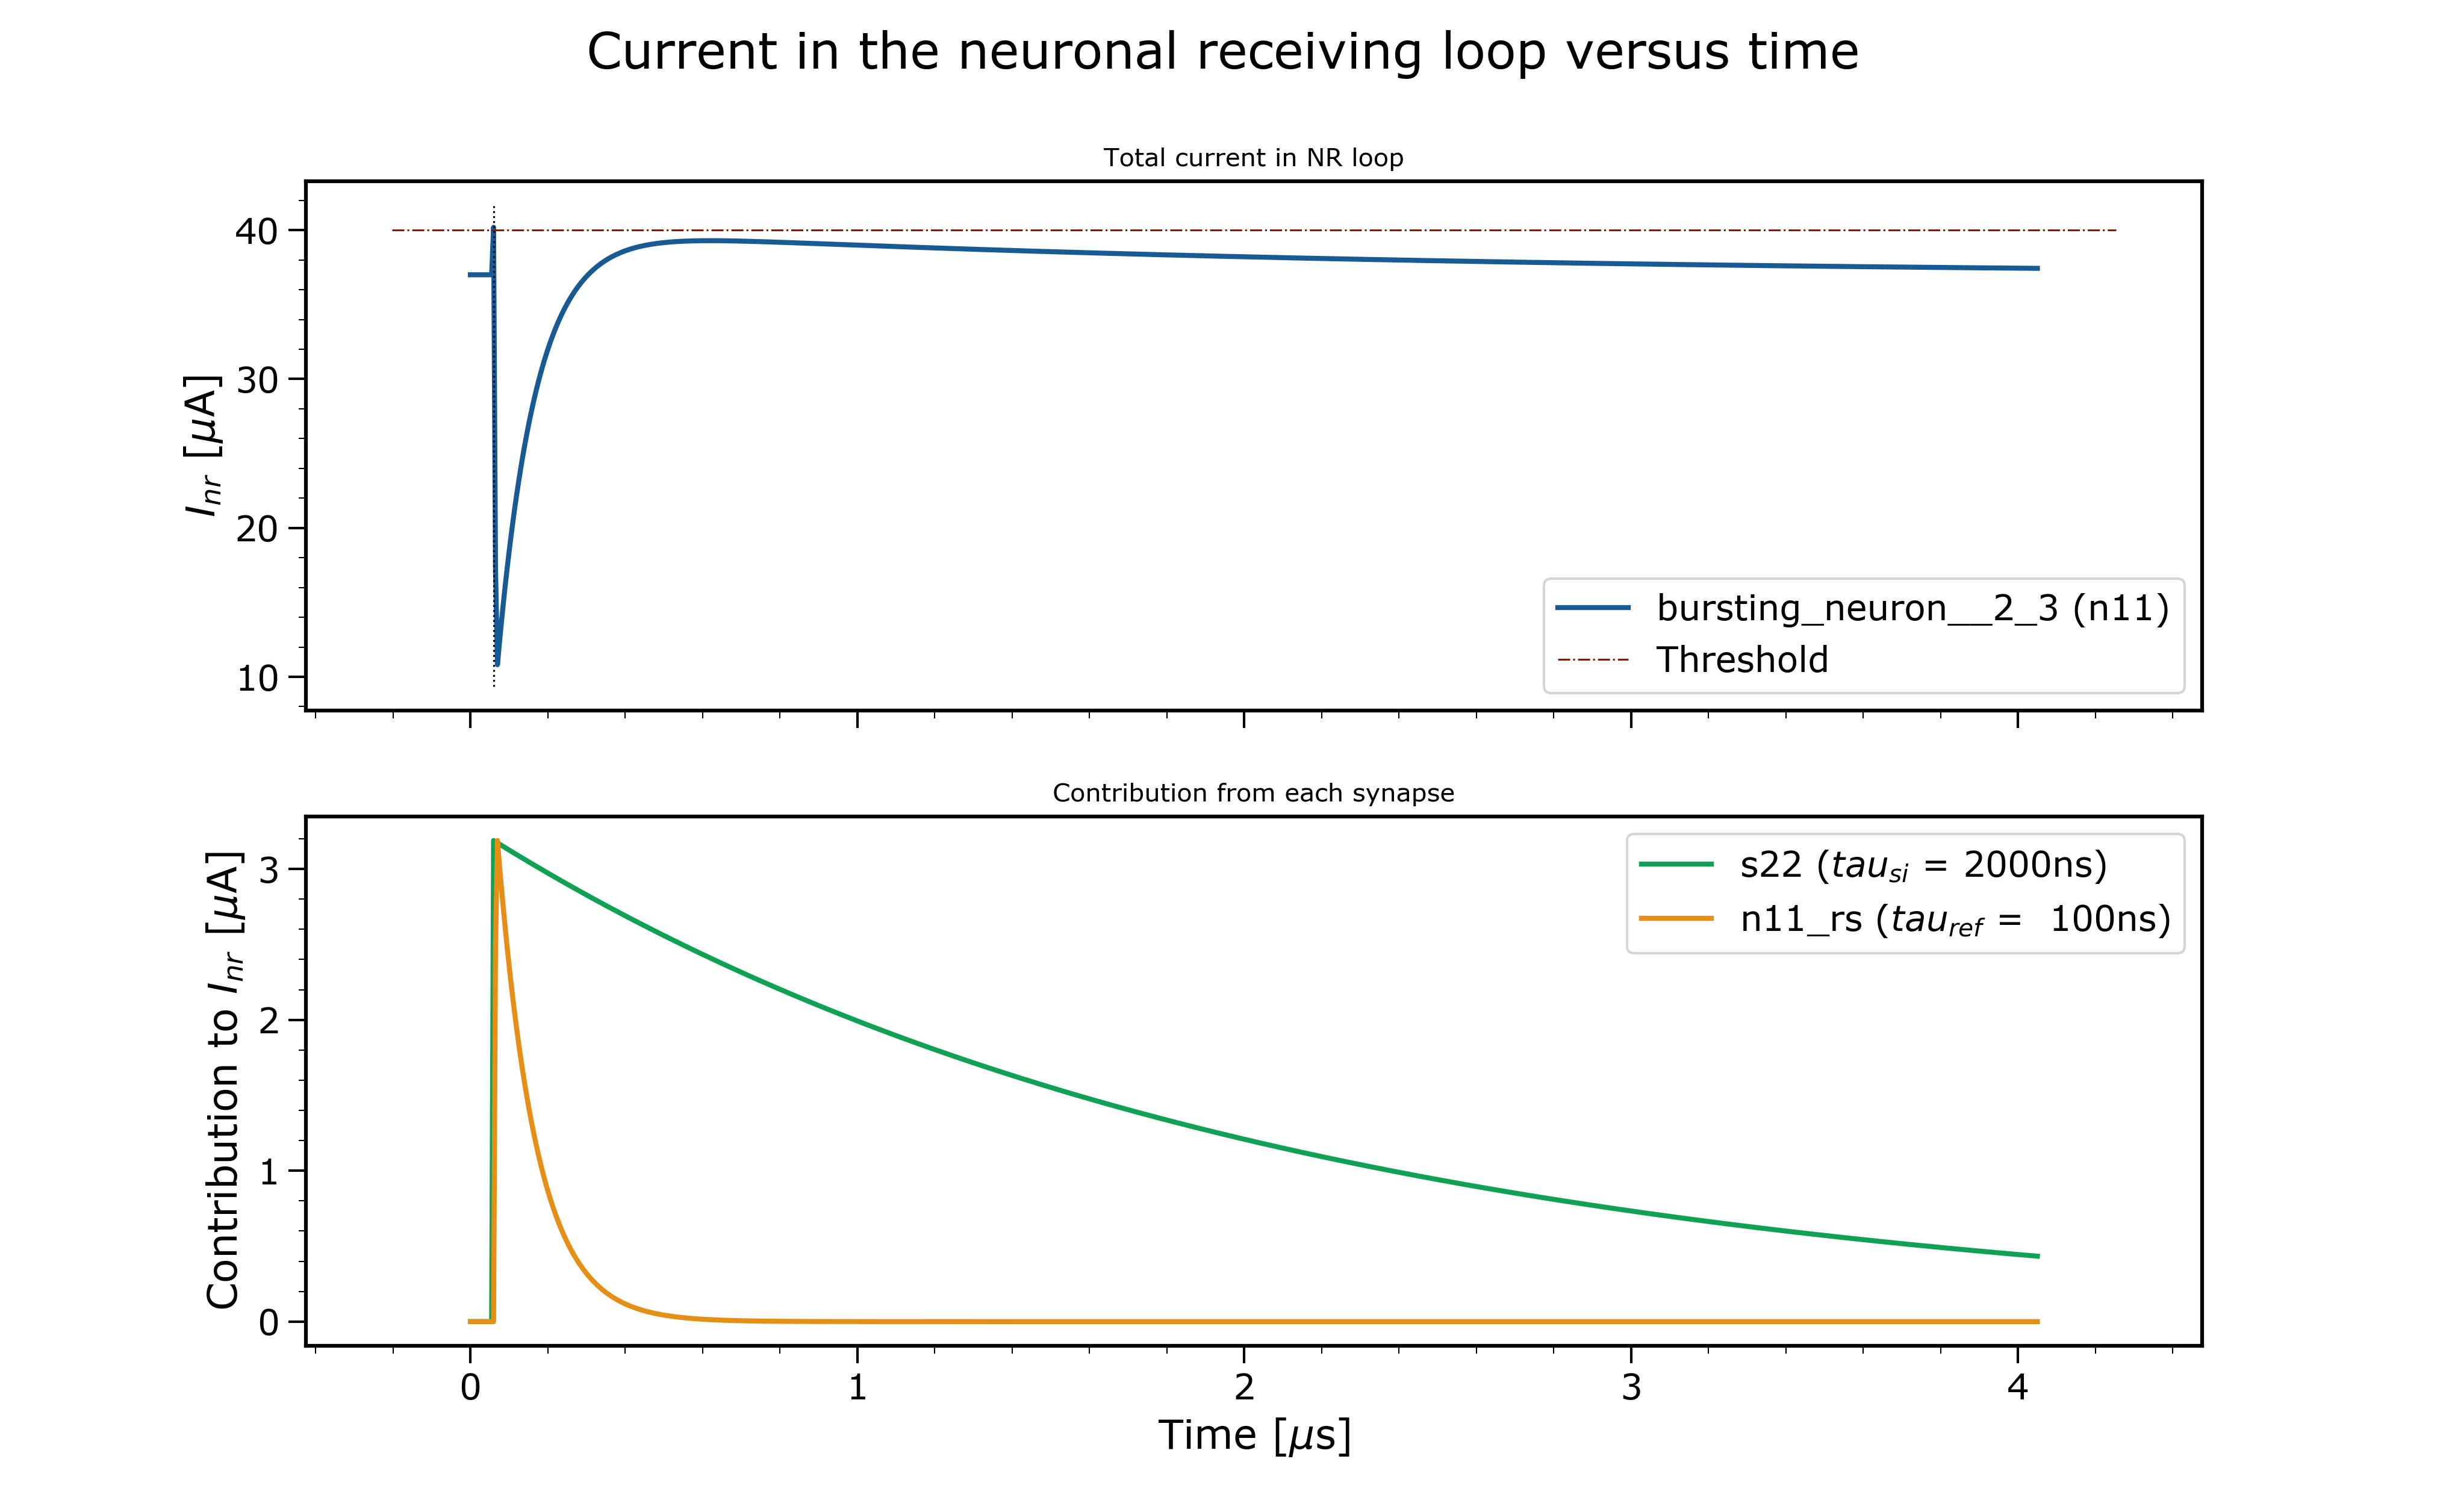 Current in the neuronal receiving loop versus time
Total current in NR loop
I_nr [μA]
40
30
20
10
bursting_neuron__2_3 (n11)
Threshold
Contribution from each synapse
Contribution to I_nr [μA]
3
2
1
0
s22 (tau_si = 2000ns)
n11_rs (tau_ref =  100ns)
0 1 2 3 4
Time [μs]